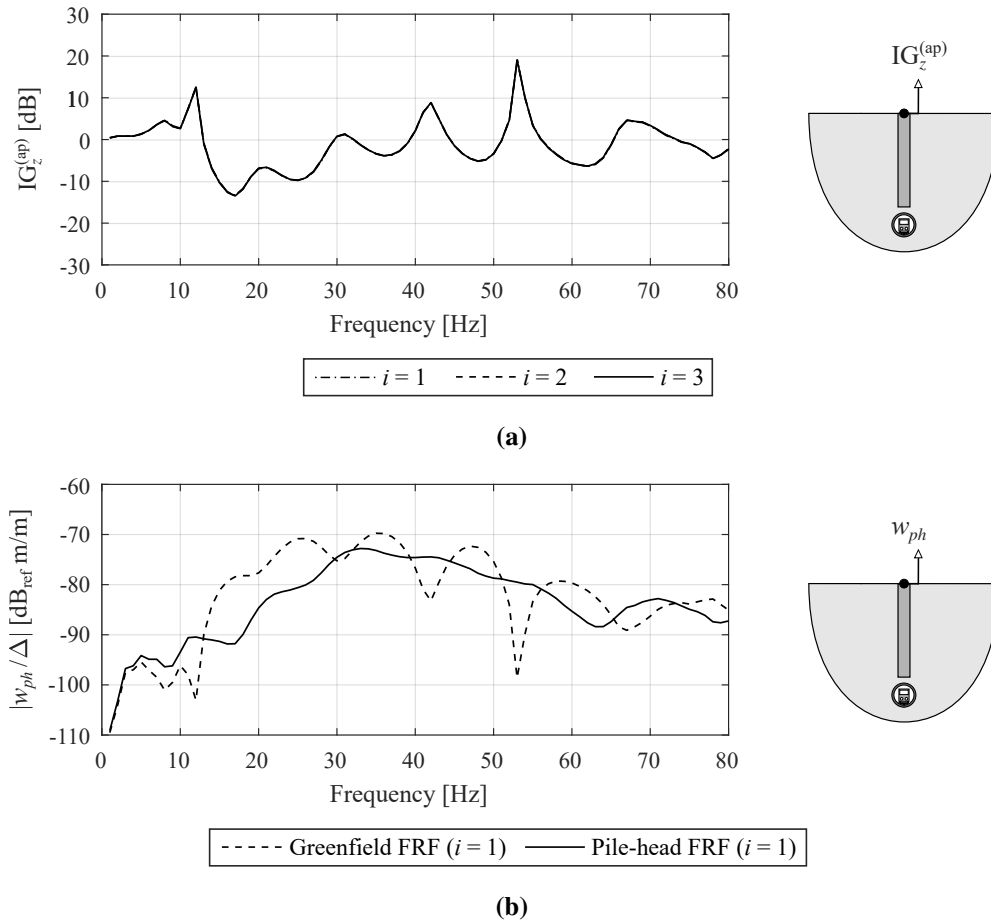 30
20
10
0
-10
-20
-30
IG_z^(ap) [dB]
0 10 20 30 40 50 60 70 80
Frequency [Hz]
i = 1 i = 2 i = 3
IG_z^(ap)
(a)
-60
-70
-80
-90
-100
-110
|w_ph / Δ| [dB_ref m/m]
0 10 20 30 40 50 60 70 80
Frequency [Hz]
Greenfield FRF (i = 1) Pile-head FRF (i = 1)
w_ph
(b)